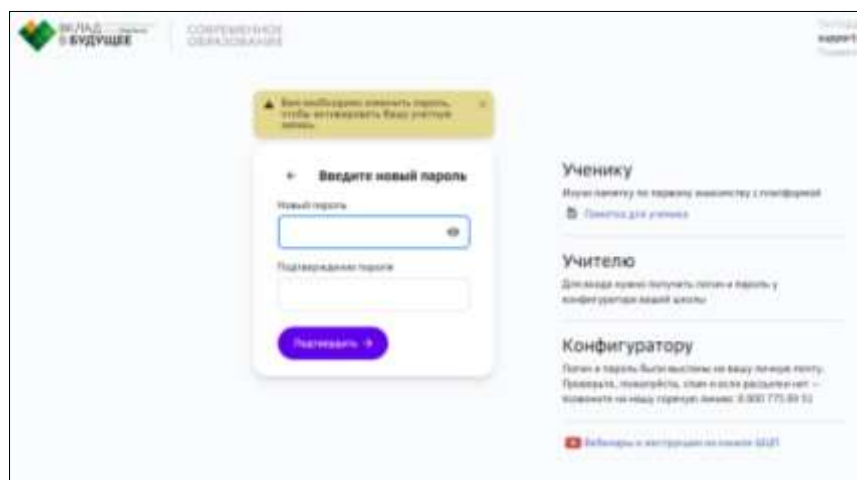 ВКЛАД
В БУДУЩЕЕ
СОВРЕМЕННОЕ
ОБРАЗОВАНИЕ
support
Вам необходимо изменить пароль,
чтобы активировать Вашу учётную
запись.
Введите новый пароль
Новый пароль
Подтверждение пароля
Подтвердить →
Ученику
Изучи памятку по первому знакомству с платформой
Памятка для ученика
Учителю
Для входа нужно получить логин и пароль у
конфигуратора вашей школы
Конфигуратору
Логин и пароль были высланы на вашу личную почту.
Проверьте, пожалуйста, спам и если рассылки нет —
позвоните на нашу горячую линию: 8 800 775 89 51
Вебинары и инструкции на канале